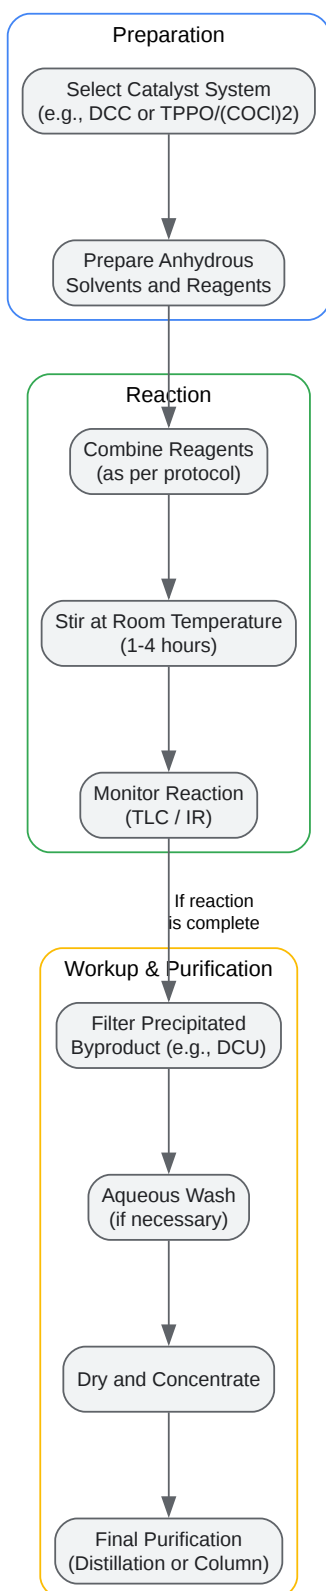 Preparation
Select Catalyst System
(e.g., DCC or TPPO/(COCl)2)
Prepare Anhydrous
Solvents and Reagents
Reaction
Combine Reagents
(as per protocol)
Stir at Room Temperature
(1-4 hours)
Monitor Reaction
(TLC / IR)
If reaction
is complete
Workup & Purification
Filter Precipitated
Byproduct (e.g., DCU)
Aqueous Wash
(if necessary)
Dry and Concentrate
Final Purification
(Distillation or Column)